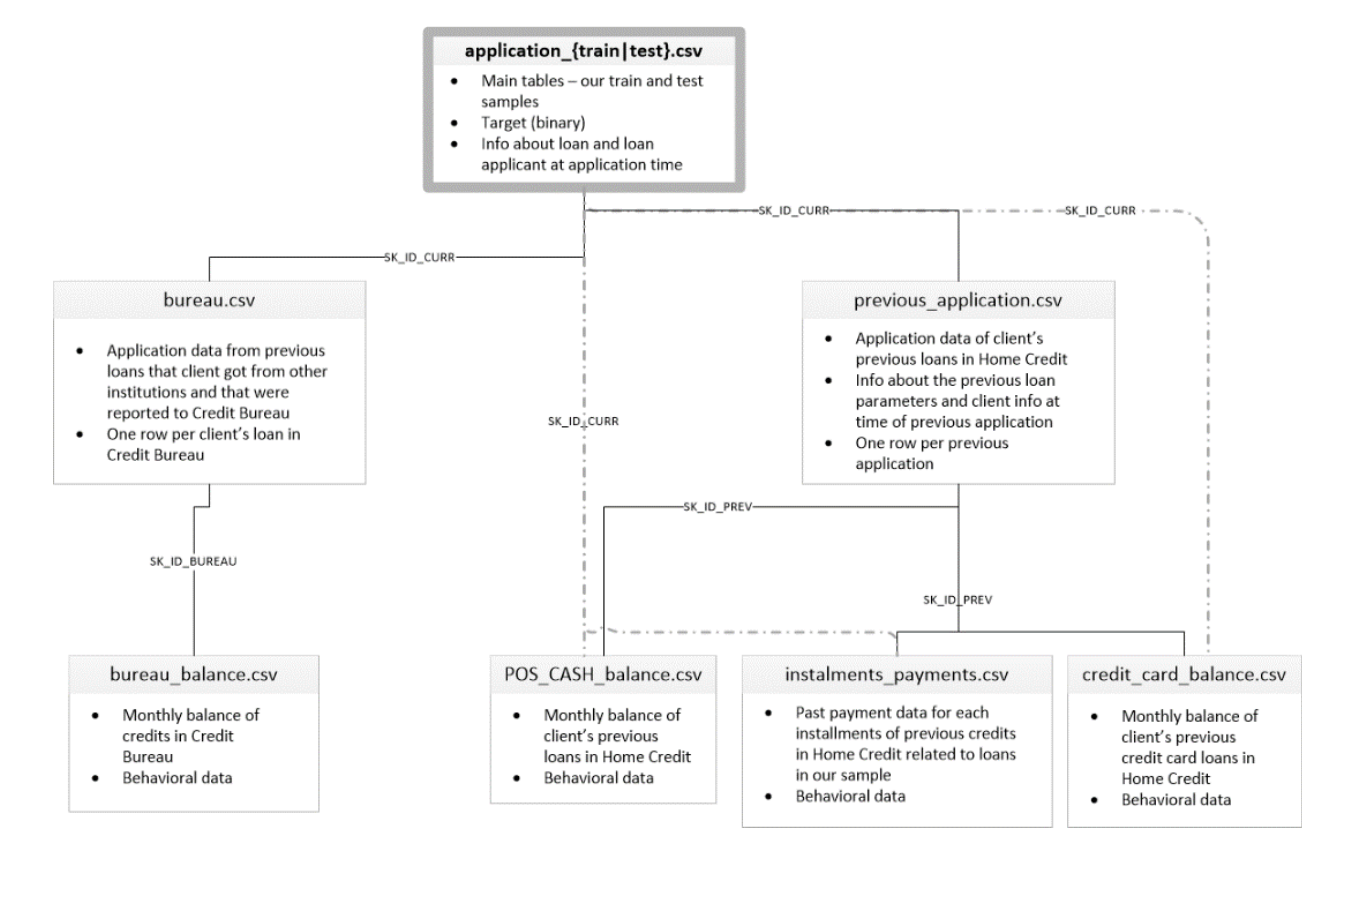 application_{train|test}.csv
• Main tables – our train and test
samples
• Target (binary)
• Info about loan and loan
applicant at application time
SK_ID_CURR
SK_ID_CURR
SK_ID_CURR
bureau.csv
• Application data from previous
loans that client got from other
institutions and that were
reported to Credit Bureau
• One row per client's loan in
Credit Bureau
previous_application.csv
• Application data of client's
previous loans in Home Credit
• Info about the previous loan
parameters and client info at
time of previous application
• One row per previous
application
SK_ID_CURR
SK_ID_PREV
SK_ID_BUREAU
SK_ID_PREV
bureau_balance.csv
• Monthly balance of
credits in Credit
Bureau
• Behavioral data
POS_CASH_balance.csv
• Monthly balance of
client's previous
loans in Home Credit
• Behavioral data
instalments_payments.csv
• Past payment data for each
installments of previous credits
in Home Credit related to loans
in our sample
• Behavioral data
credit_card_balance.csv
• Monthly balance of
client's previous
credit card loans in
Home Credit
• Behavioral data